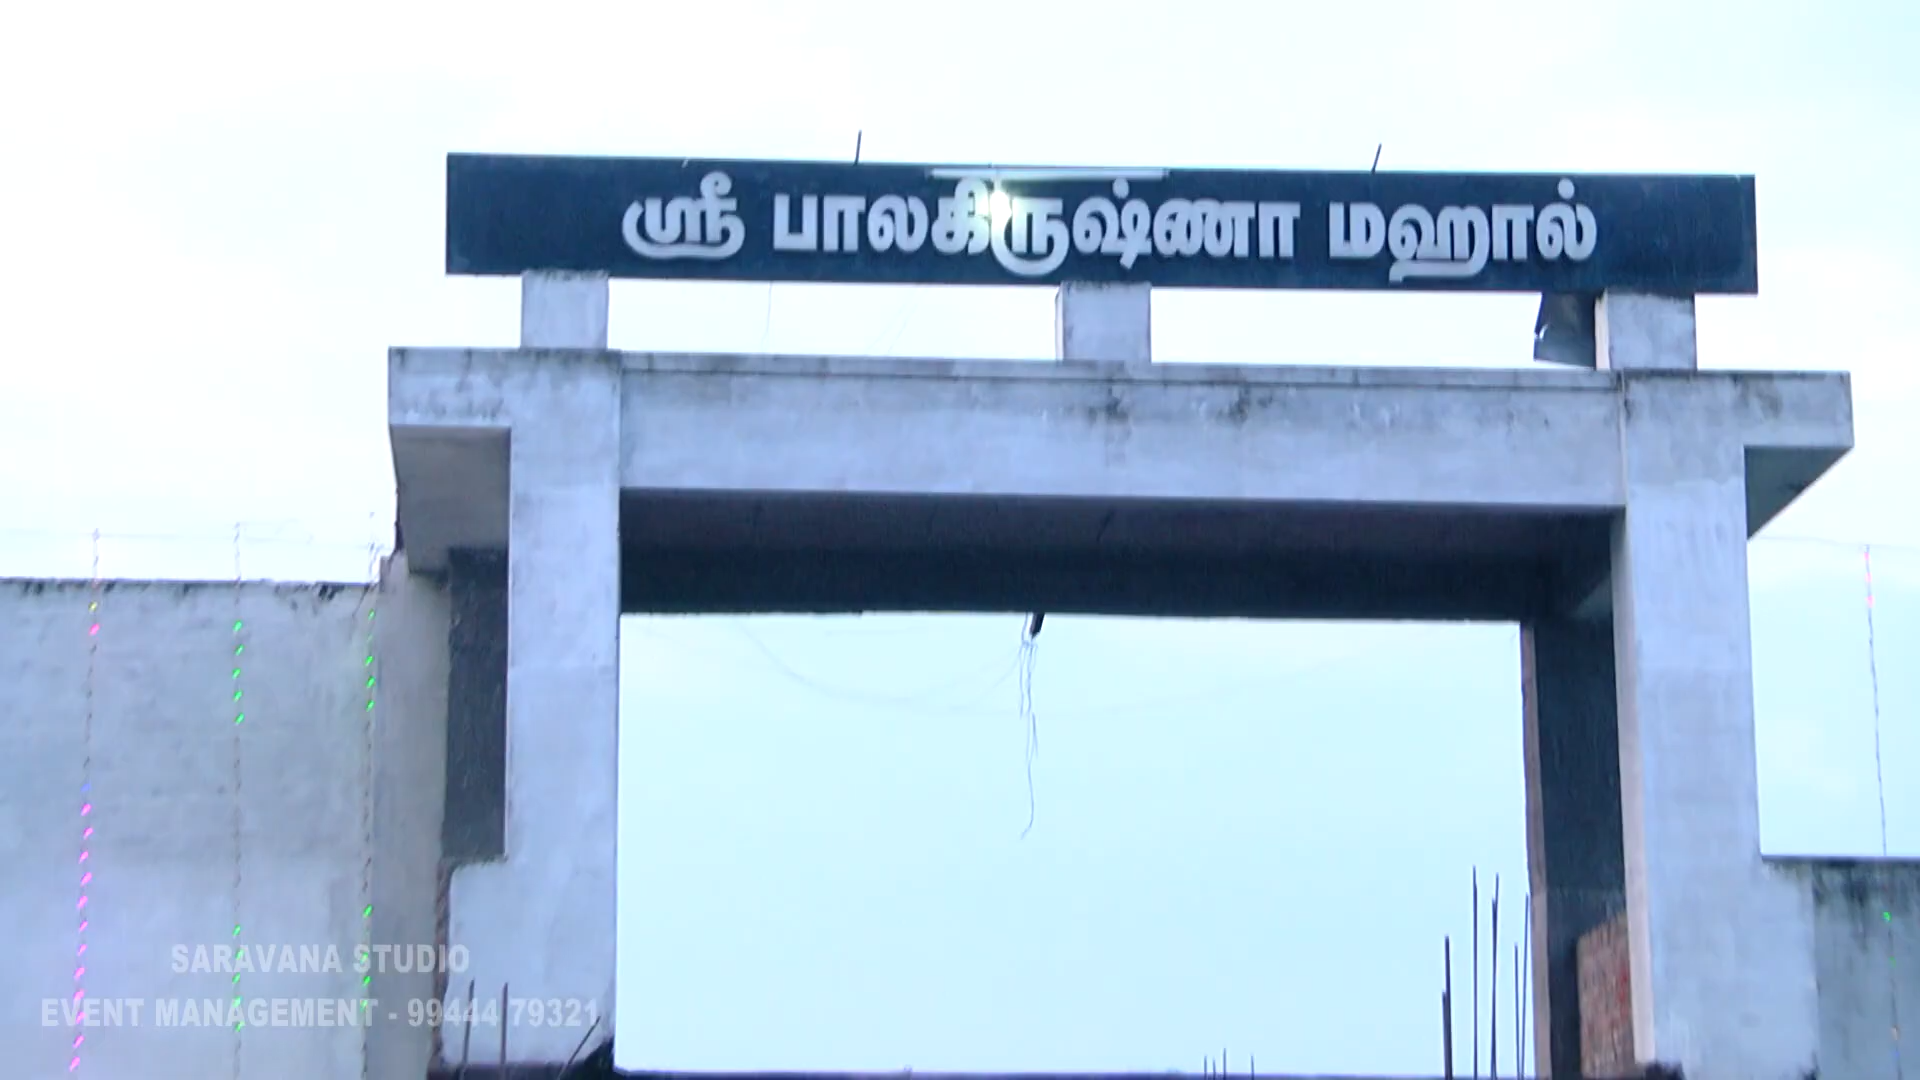 ஸ்ரீ பாலகிருஷ்ணா மஹால்
SARAVANA STUDIO
EVENT MANAGEMENT - 99444 79321